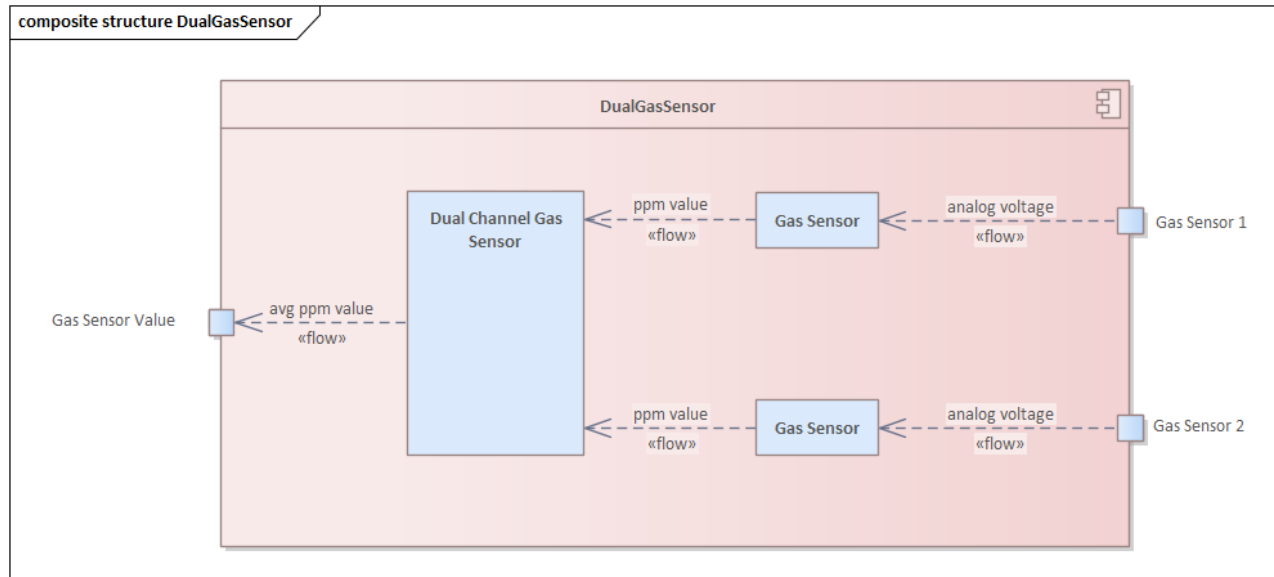 composite structure DualGasSensor
DualGasSensor
Dual Channel Gas
Sensor
ppm value
«flow»
Gas Sensor
analog voltage
«flow»
Gas Sensor 1
Gas Sensor Value
avg ppm value
«flow»
ppm value
«flow»
Gas Sensor
analog voltage
«flow»
Gas Sensor 2